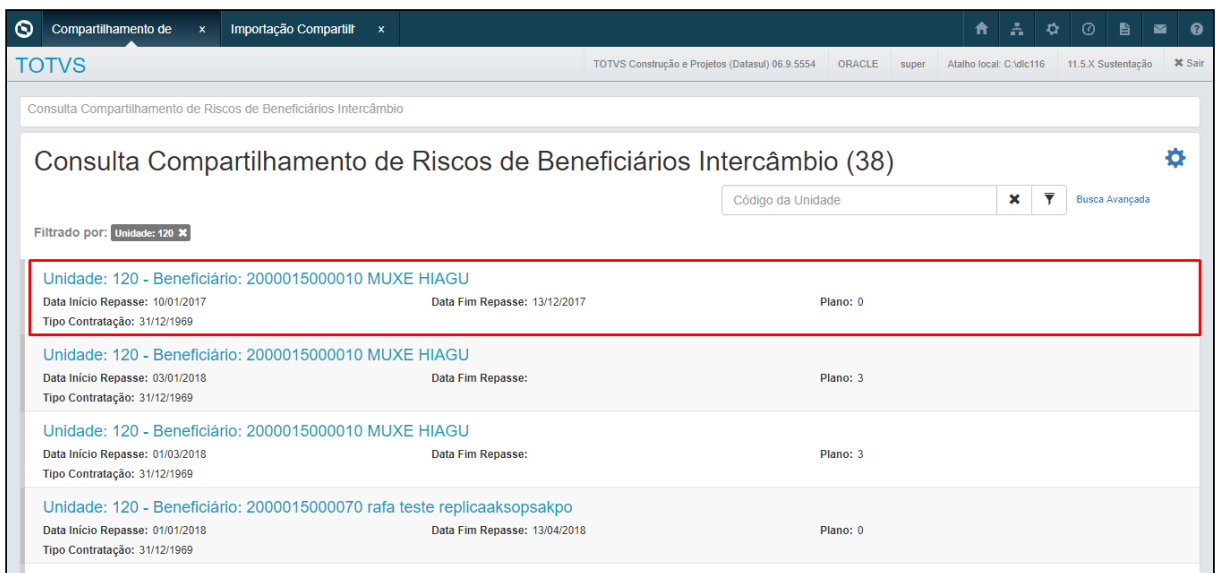 Compartilhamento de x Importação Compartilh x
TOTVS TOTVS Construção e Projetos (Datasul) 06.9.5554 ORACLE super Atalho local: C:\dlc116 11.5.X Sustentação Sair
Consulta Compartilhamento de Riscos de Beneficiários Intercâmbio
Consulta Compartilhamento de Riscos de Beneficiários Intercâmbio (38)
Código da Unidade Busca Avançada
Filtrado por: Unidade: 120
Unidade: 120 - Beneficiário: 2000015000010 MUXE HIAGU
Data Início Repasse: 10/01/2017 Data Fim Repasse: 13/12/2017 Plano: 0
Tipo Contratação: 31/12/1969
Unidade: 120 - Beneficiário: 2000015000010 MUXE HIAGU
Data Início Repasse: 03/01/2018 Data Fim Repasse: Plano: 3
Tipo Contratação: 31/12/1969
Unidade: 120 - Beneficiário: 2000015000010 MUXE HIAGU
Data Início Repasse: 01/03/2018 Data Fim Repasse: Plano: 3
Tipo Contratação: 31/12/1969
Unidade: 120 - Beneficiário: 2000015000070 rafa teste replicaaksopsakpo
Data Início Repasse: 01/01/2018 Data Fim Repasse: 13/04/2018 Plano: 0
Tipo Contratação: 31/12/1969